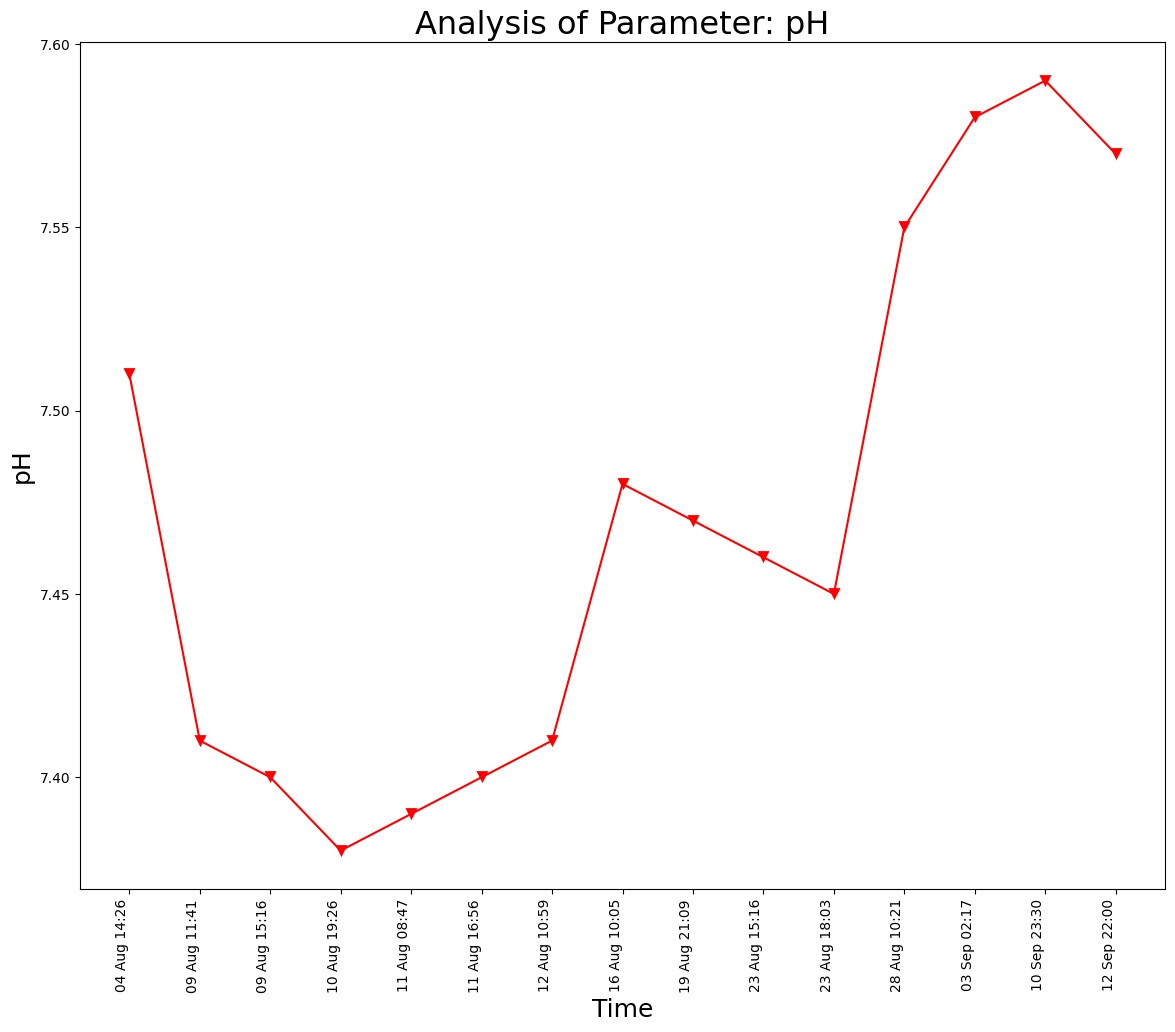 Analysis of Parameter: pH
7.60
7.55
7.50
7.45
7.40
pH
04 Aug 14:26
09 Aug 11:41
09 Aug 15:16
10 Aug 19:26
11 Aug 08:47
11 Aug 16:56
12 Aug 10:59
16 Aug 10:05
19 Aug 21:09
23 Aug 15:16
23 Aug 18:03
28 Aug 10:21
03 Sep 02:17
10 Sep 23:30
12 Sep 22:00
Time